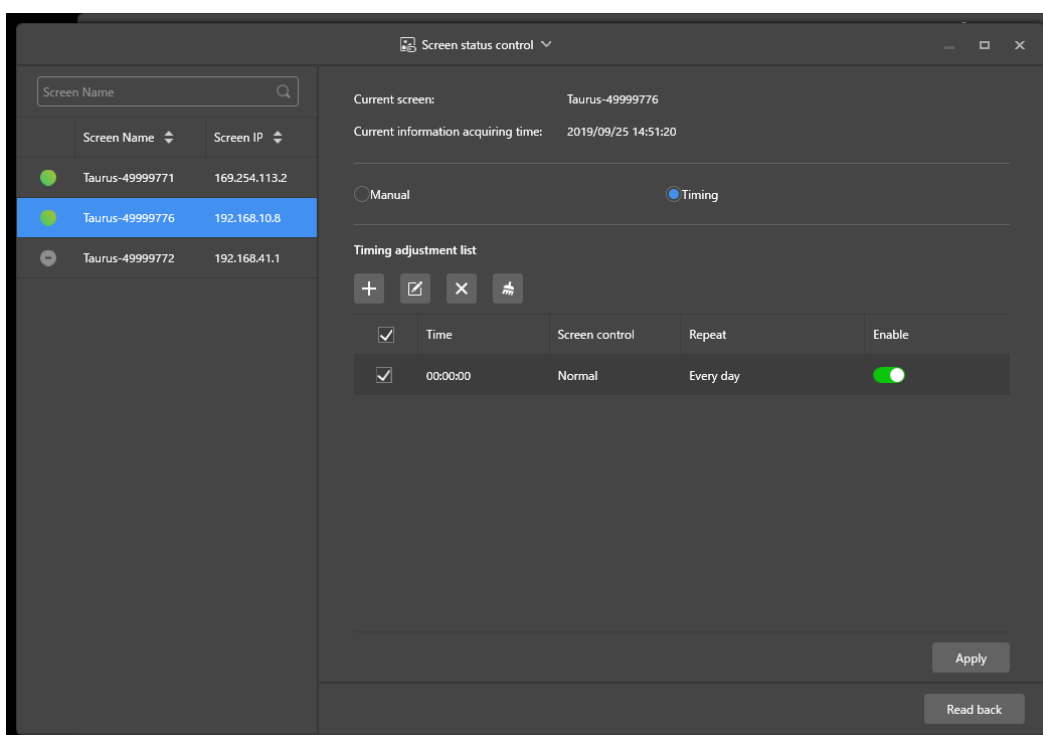 Screen status control
Screen Name
Screen Name Screen IP
Taurus-49999771 169.254.113.2
Taurus-49999776 192.168.10.8
Taurus-49999772 192.168.41.1
Current screen: Taurus-49999776
Current information acquiring time: 2019/09/25 14:51:20
Manual Timing
Timing adjustment list
Time Screen control Repeat Enable
00:00:00 Normal Every day
Apply
Read back